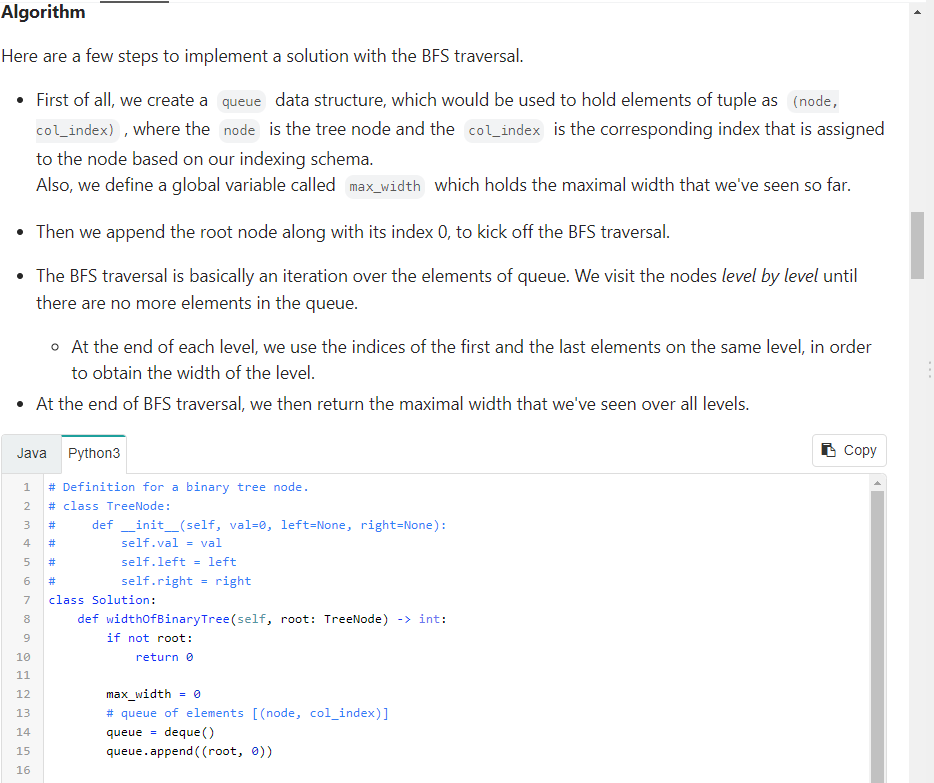 Algorithm
Here are a few steps to implement a solution with the BFS traversal.
• First of all, we create a queue data structure, which would be used to hold elements of tuple as (node,
col_index) , where the node is the tree node and the col_index is the corresponding index that is assigned
to the node based on our indexing schema.
Also, we define a global variable called max_width which holds the maximal width that we've seen so far.
• Then we append the root node along with its index 0, to kick off the BFS traversal.
• The BFS traversal is basically an iteration over the elements of queue. We visit the nodes level by level until
there are no more elements in the queue.
◦ At the end of each level, we use the indices of the first and the last elements on the same level, in order
to obtain the width of the level.
• At the end of BFS traversal, we then return the maximal width that we've seen over all levels.
Java Python3 Copy
1 # Definition for a binary tree node.
2 # class TreeNode:
3 #     def __init__(self, val=0, left=None, right=None):
4 #         self.val = val
5 #         self.left = left
6 #         self.right = right
7 class Solution:
8     def widthOfBinaryTree(self, root: TreeNode) -> int:
9         if not root:
10             return 0
11
12         max_width = 0
13         # queue of elements [(node, col_index)]
14         queue = deque()
15         queue.append((root, 0))
16